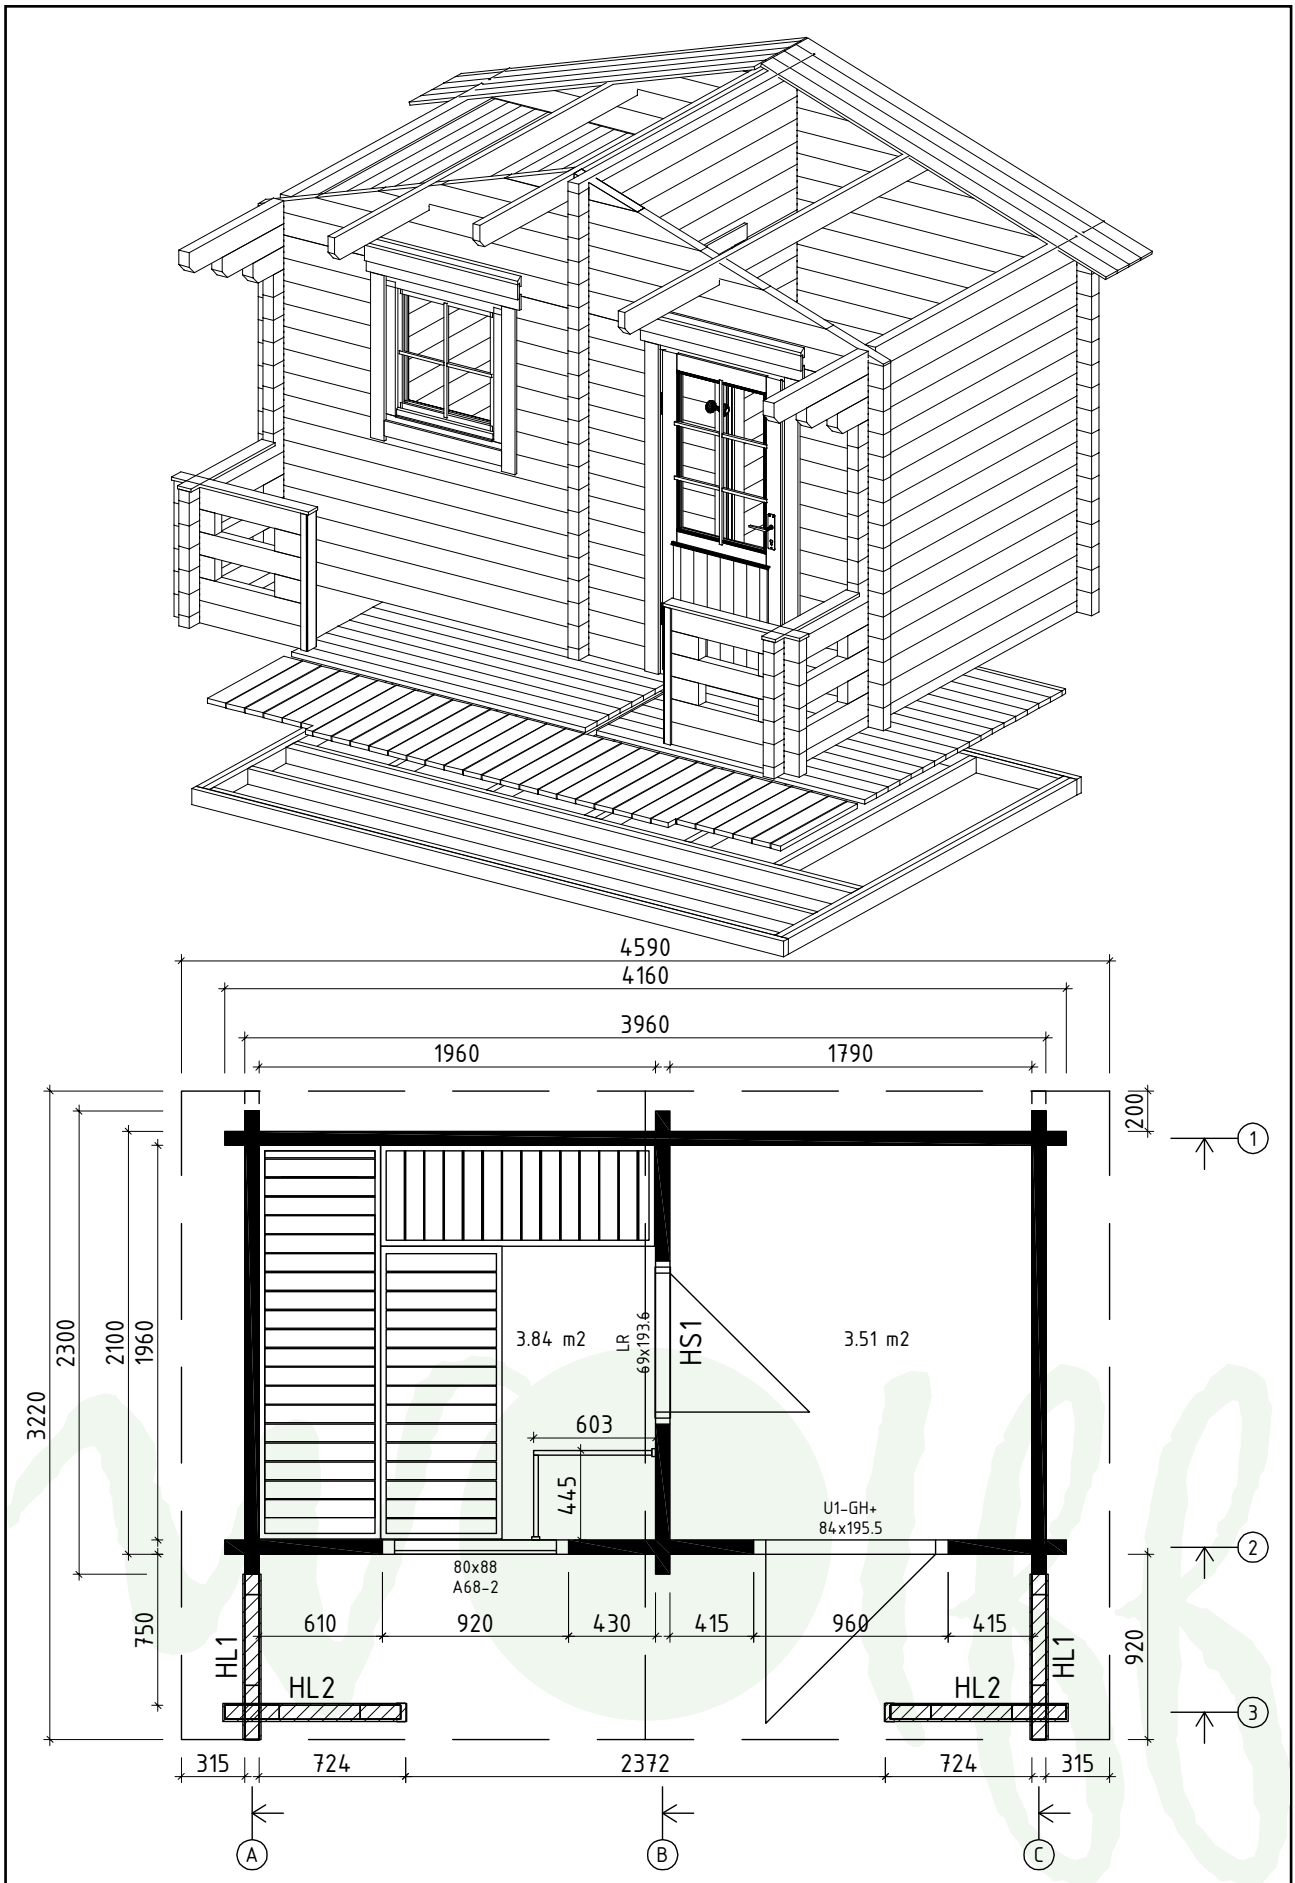 4590
4160
3960
1960 1790
200
1
3220
2300
2100
1960
3.84 m2
LR
69x193.6
HS1
3.51 m2
603
445
U1-GH+
84x195.5
80x88
A68-2
2
750
610 920 430 415 960 415
920
HL1 HL1
HL2 HL2
3
315 724 2372 724 315
A B C
wolff